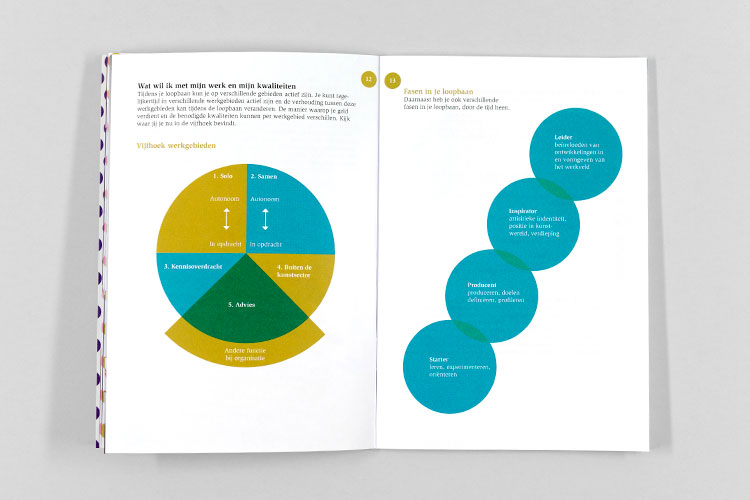 12
Wat wil ik met mijn werk en mijn kwaliteiten
Tijdens je loopbaan kun je op verschillende gebieden actief zijn. Je kunt tege-
lijkertijd in verschillende werkgebieden actief zijn en de verhouding tussen deze
werkgebieden kan tijdens de loopbaan veranderen. De manier waarop je geld
verdient en de benodigde kwaliteiten kunnen per werkgebied verschillen. Kijk
waar jij je nu in de vijfhoek bevindt.
Vijfhoek werkgebieden
1. Solo
Autonoom
In opdracht
2. Samen
Autonoom
In opdracht
3. Kennisoverdracht
4. Buiten de
kunstsector
5. Advies
Andere functie
bij organisatie
13
Fasen in je loopbaan
Daarnaast heb je ook verschillende
fasen in je loopbaan, door de tijd heen.
Leider
beïnvloeden van
ontwikkelingen in
en vormgeven van
het werkveld
Inspirator
artistieke indentiteit,
positie in kunst-
wereld, verdieping
Producent
produceren, doelen
definiëren, profileren
Starter
leren, experimenteren,
oriënteren